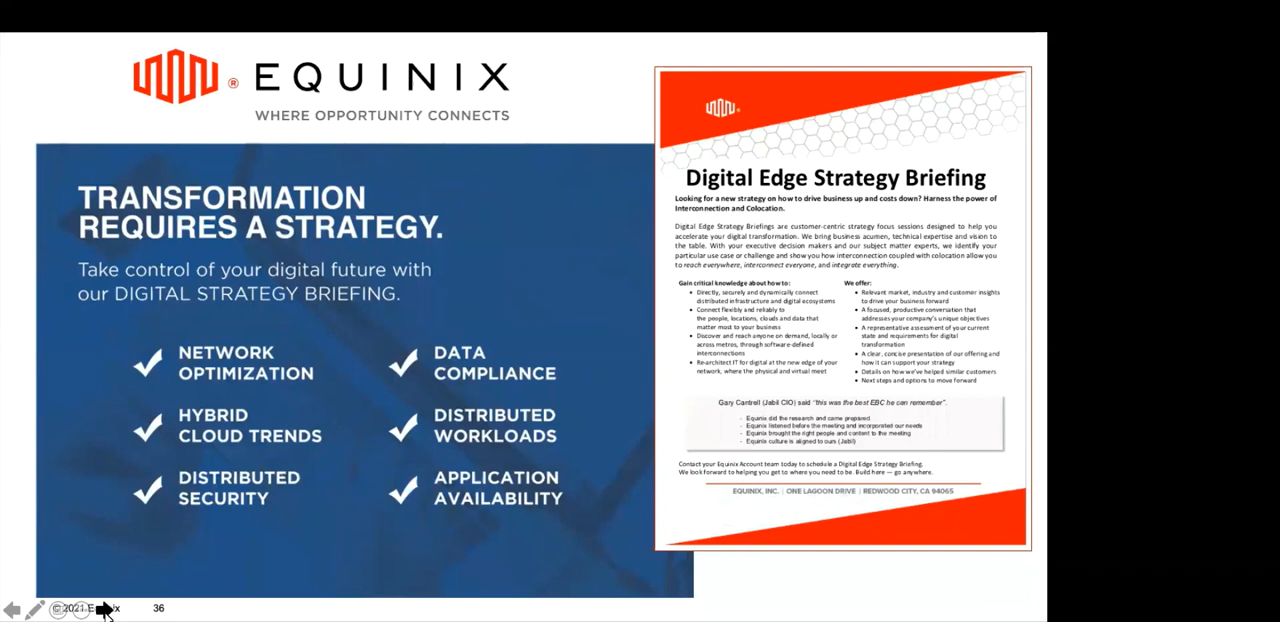 EQUINIX
WHERE OPPORTUNITY CONNECTS
TRANSFORMATION
REQUIRES A STRATEGY.
Take control of your digital future with
our DIGITAL STRATEGY BRIEFING.
NETWORK
OPTIMIZATION
DATA
COMPLIANCE
HYBRID
CLOUD TRENDS
DISTRIBUTED
WORKLOADS
DISTRIBUTED
SECURITY
APPLICATION
AVAILABILITY
Digital Edge Strategy Briefing
Looking for a new strategy on how to drive business up and costs down? Harness the power of
Interconnection and Colocation.
Digital Edge Strategy Briefings are customer-centric strategy focus sessions designed to help you
accelerate your digital transformation. We bring business acumen, technical expertise and vision to
the table. With your executive decision makers and our subject matter experts, we identify your
particular use case or challenge and show you how interconnection coupled with colocation allow you
to reach everywhere, interconnect everyone, and integrate everything.
Gain critical knowledge about how to:
• Directly, securely and dynamically connect
distributed infrastructure and digital ecosystems
• Connect flexibly and reliably to
the people, locations, clouds and data that
matter most to your business
• Discover and reach anyone on demand, locally or
across metros, through software-defined
interconnections
• Re-architect IT for digital at the new edge of your
network, where the physical and virtual meet
We offer:
• Relevant market, industry and customer insights
to drive your business forward
• A focused, productive conversation that
addresses your company's unique objectives
• A representative assessment of your current
state and requirements for digital
transformation
• A clear, concise presentation of our offering and
how it can support your strategy
• Details on how we've helped similar customers
• Next steps and options to move forward
Gary Cantrell (Jabil CIO) said "this was the best EBC he can remember".
- Equinix did the research and came prepared
- Equinix listened before the meeting and incorporated our needs
- Equinix brought the right people and content to the meeting
- Equinix culture is aligned to ours (Jabil)
Contact your Equinix Account team today to schedule a Digital Edge Strategy Briefing.
We look forward to helping you get to where you need to be. Build here — go anywhere.
EQUINIX, INC. | ONE LAGOON DRIVE | REDWOOD CITY, CA 94065
© 2021 36